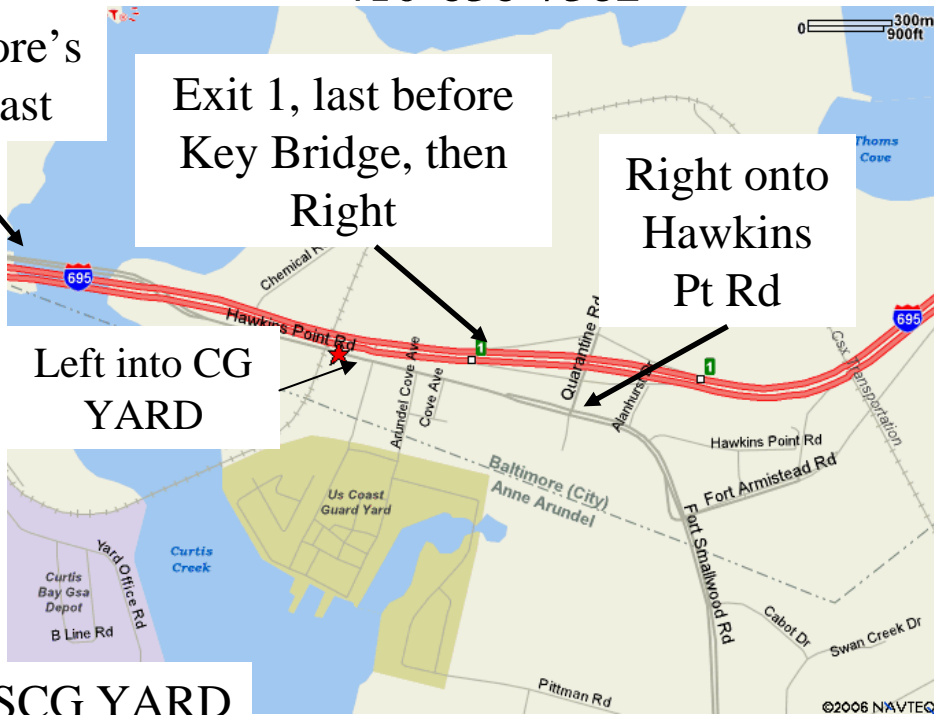 300m
0
900ft
ore's
ast
Exit 1, last before
Key Bridge, then
Right
Right onto
Hawkins
Pt Rd
Thoms
Cove
695
Chemical R
Hawkins Point Rd
1
Quarantine Rd
695
Left into CG
YARD
Arundel Cove Ave
Cove Ave
1
Alanhurst
Csx Transportation
Hawkins Point Rd
Fort Armistead Rd
Baltimore (City)
Anne Arundel
Us Coast
Guard Yard
Fort Smallwood Rd
Curtis
Creek
Yard Office Rd
Curtis
Bay Gsa
Depot
B Line Rd
Cabot Dr
Swan Creek Dr
Pittman Rd
SCG YARD
©2006 NAVTEQ